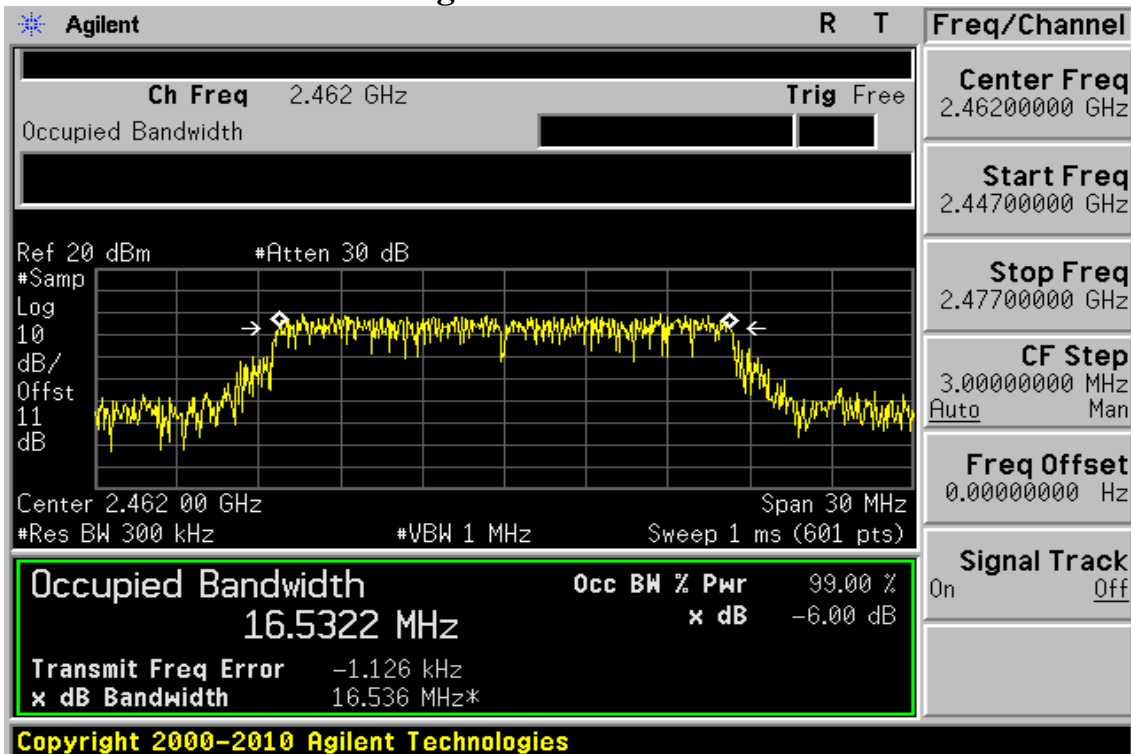 Agilent R T
Freq/Channel
Ch Freq 2.462 GHz Trig Free
Occupied Bandwidth
Center Freq
2.46200000 GHz
Start Freq
2.44700000 GHz
Stop Freq
2.47700000 GHz
CF Step
3.00000000 MHz
Auto Man
Freq Offset
0.00000000 Hz
Signal Track
On Off
Ref 20 dBm #Atten 30 dB
#Samp
Log
10
dB/
Offst
11
dB
Center 2.462 00 GHz Span 30 MHz
#Res BW 300 kHz #VBW 1 MHz Sweep 1 ms (601 pts)
Occupied Bandwidth
16.5322 MHz
Occ BW % Pwr 99.00 %
x dB -6.00 dB
Transmit Freq Error -1.126 kHz
x dB Bandwidth 16.536 MHz*
Copyright 2000-2010 Agilent Technologies